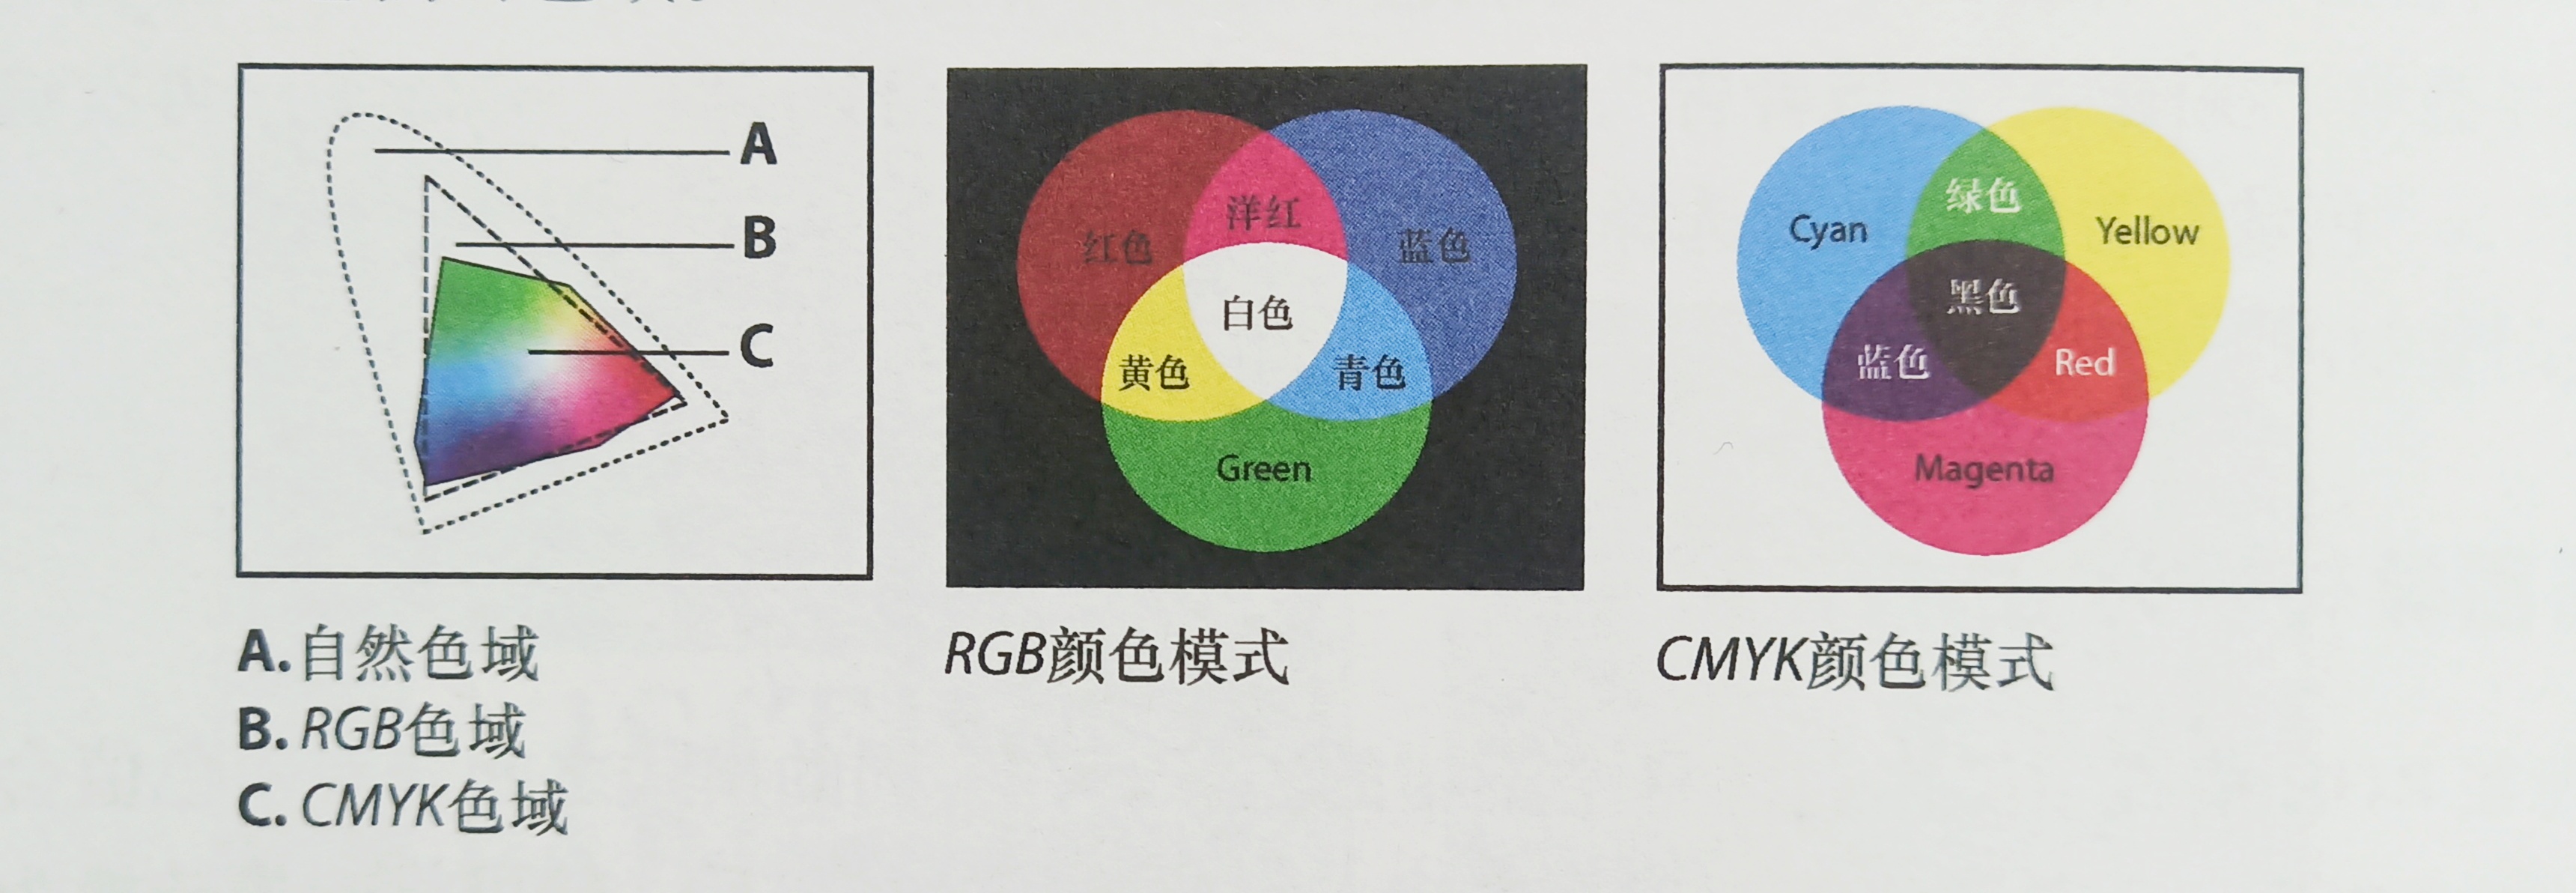 A
B
C
A.自然色域
B. RGB色域
C. CMYK色域
洋红
红色
蓝色
白色
黄色
青色
Green
RGB颜色模式
绿色
Cyan
Yellow
黑色
蓝色
Red
Magenta
CMYK颜色模式